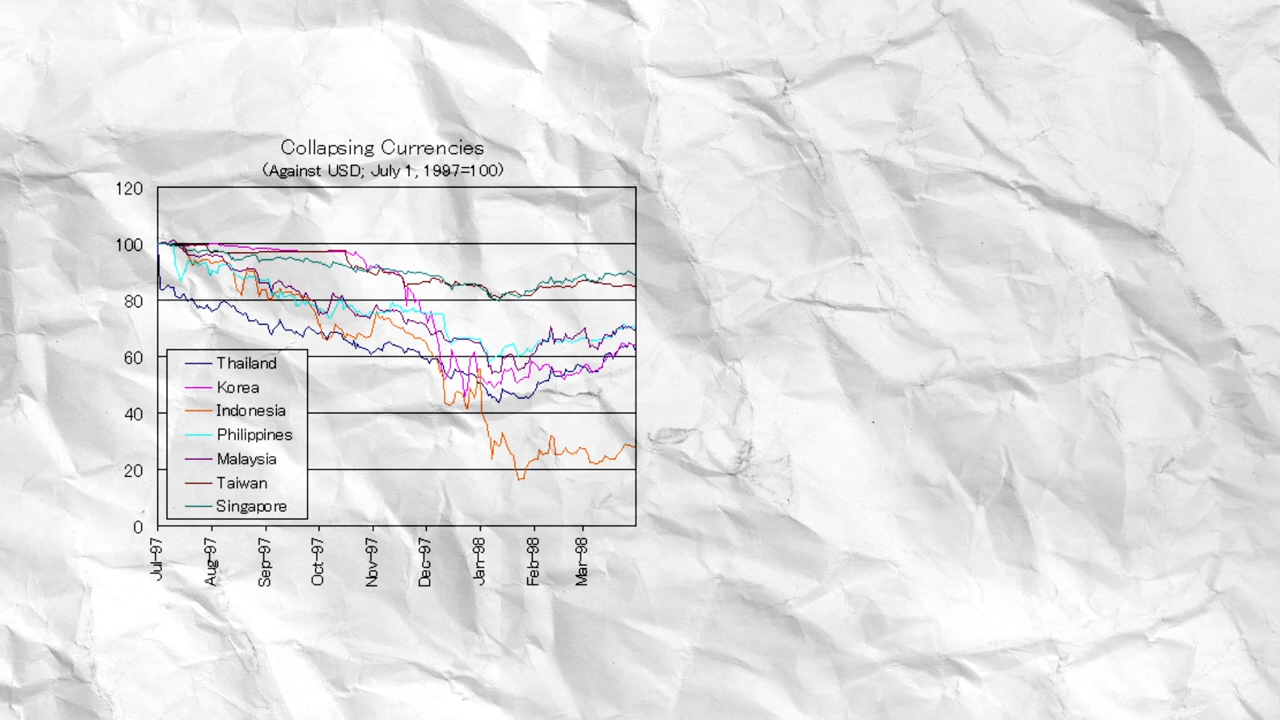 Collapsing Currencies
(Against USD; July 1, 1997=100)
120
100
80
60
40
20
0
Thailand
Korea
Indonesia
Philippines
Malaysia
Taiwan
Singapore
Jul-97
Aug-97
Sep-97
Oct-97
Nov-97
Dec-97
Jan-98
Feb-98
Mar-98